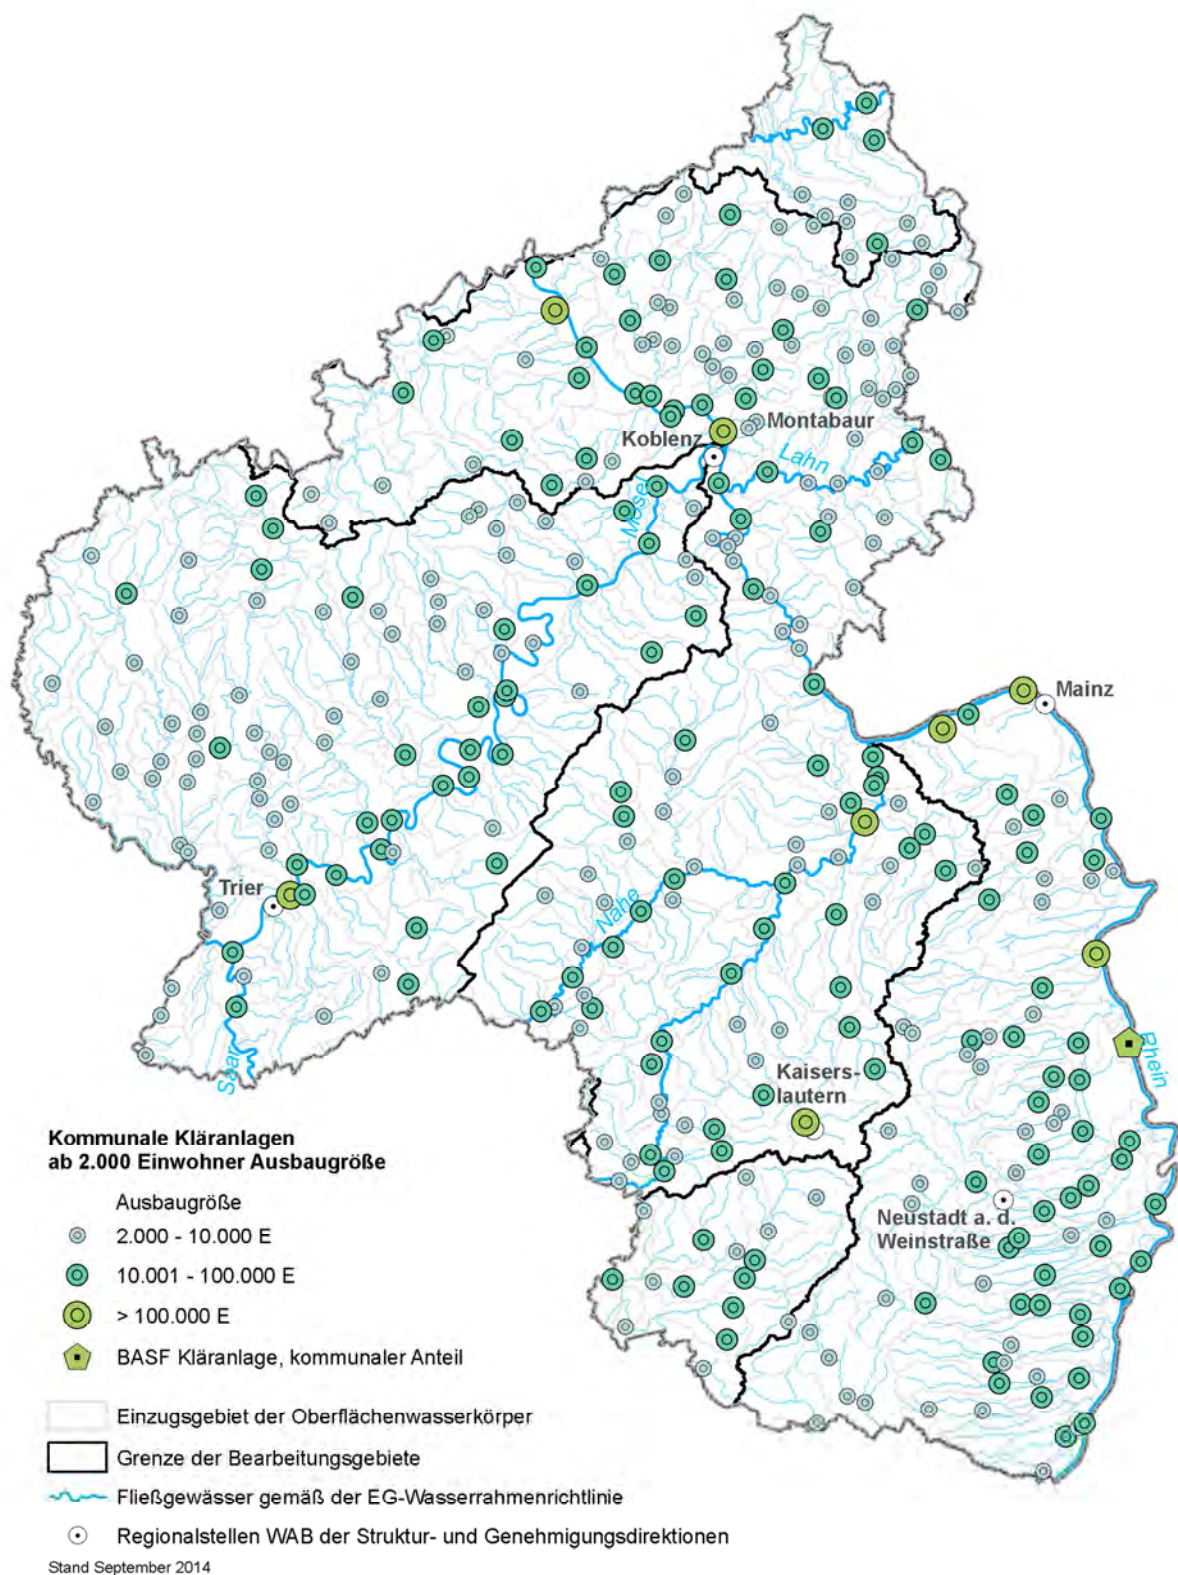 Montabaur
Koblenz
Lahn
Mosel
Mainz
Trier
Nahe
Saar
Rhein
Kaisers-
lautern
Neustadt a. d.
Weinstraße
Kommunale Kläranlagen
ab 2.000 Einwohner Ausbaugröße
Ausbaugröße
2.000 - 10.000 E
10.001 - 100.000 E
> 100.000 E
BASF Kläranlage, kommunaler Anteil
Einzugsgebiet der Oberflächenwasserkörper
Grenze der Bearbeitungsgebiete
Fließgewässer gemäß der EG-Wasserrahmenrichtlinie
Regionalstellen WAB der Struktur- und Genehmigungsdirektionen
Stand September 2014